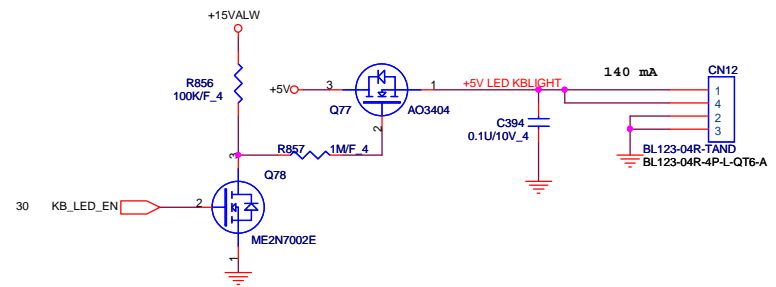 +15VALW
R856
100K/F_4
+5V
3
1
Q77
AO3404
2
+5V LED KBLIGHT
140 mA
CN12
1
4
2
3
C394
0.1U/10V_4
BL123-04R-TAND
BL123-04R-4P-L-QT6-A
R857
1M/F_4
3
Q78
30
KB_LED_EN
2
ME2N7002E
1